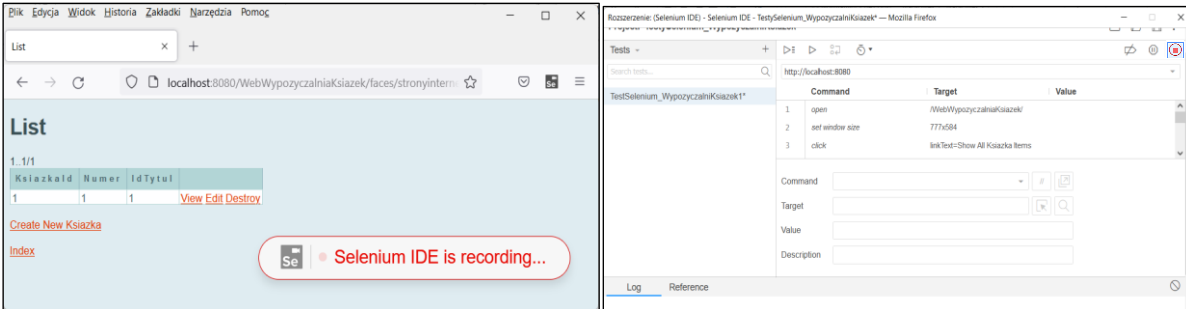 Plik Edycja Widok Historia Zakładki Narzędzia Pomoc
List
localhost:8080/WebWypozyczalniaKsiazek/faces/stronyintern
Se
List
1..1/1
KsiazkaId Numer IdTytul
1 1 1 View Edit Destroy
Create New Ksiazka
Index
Se Selenium IDE is recording...
Rozszerzenie: (Selenium IDE) - Selenium IDE - TestySelenium_WypozyczalniKsiazek* — Mozilla Firefox
Tests
Search tests...
http://localhost:8080
TestSelenium_WypozyczalniKsiazek1*
Command Target Value
1 open /WebWypozyczalniaKsiazek/
2 set window size 777x584
3 click linkText=Show All Ksiazka Items
Command
//
Target
Value
Description
Log Reference